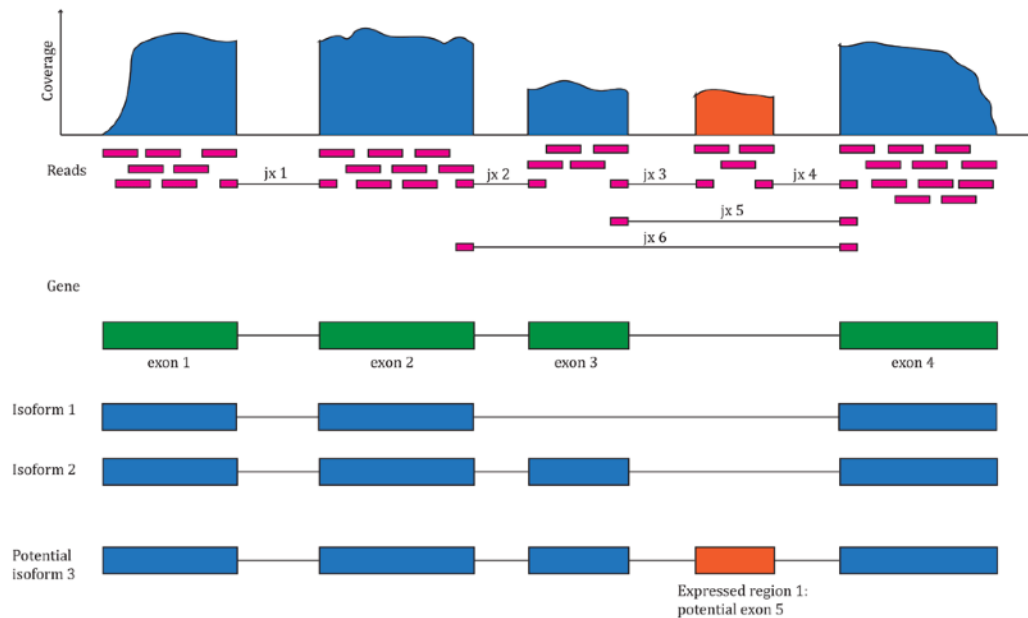 Coverage
Reads
jx 1
jx 2
jx 3
jx 4
jx 5
jx 6
Gene
exon 1
exon 2
exon 3
exon 4
Isoform 1
Isoform 2
Potential
isoform 3
Expressed region 1:
potential exon 5